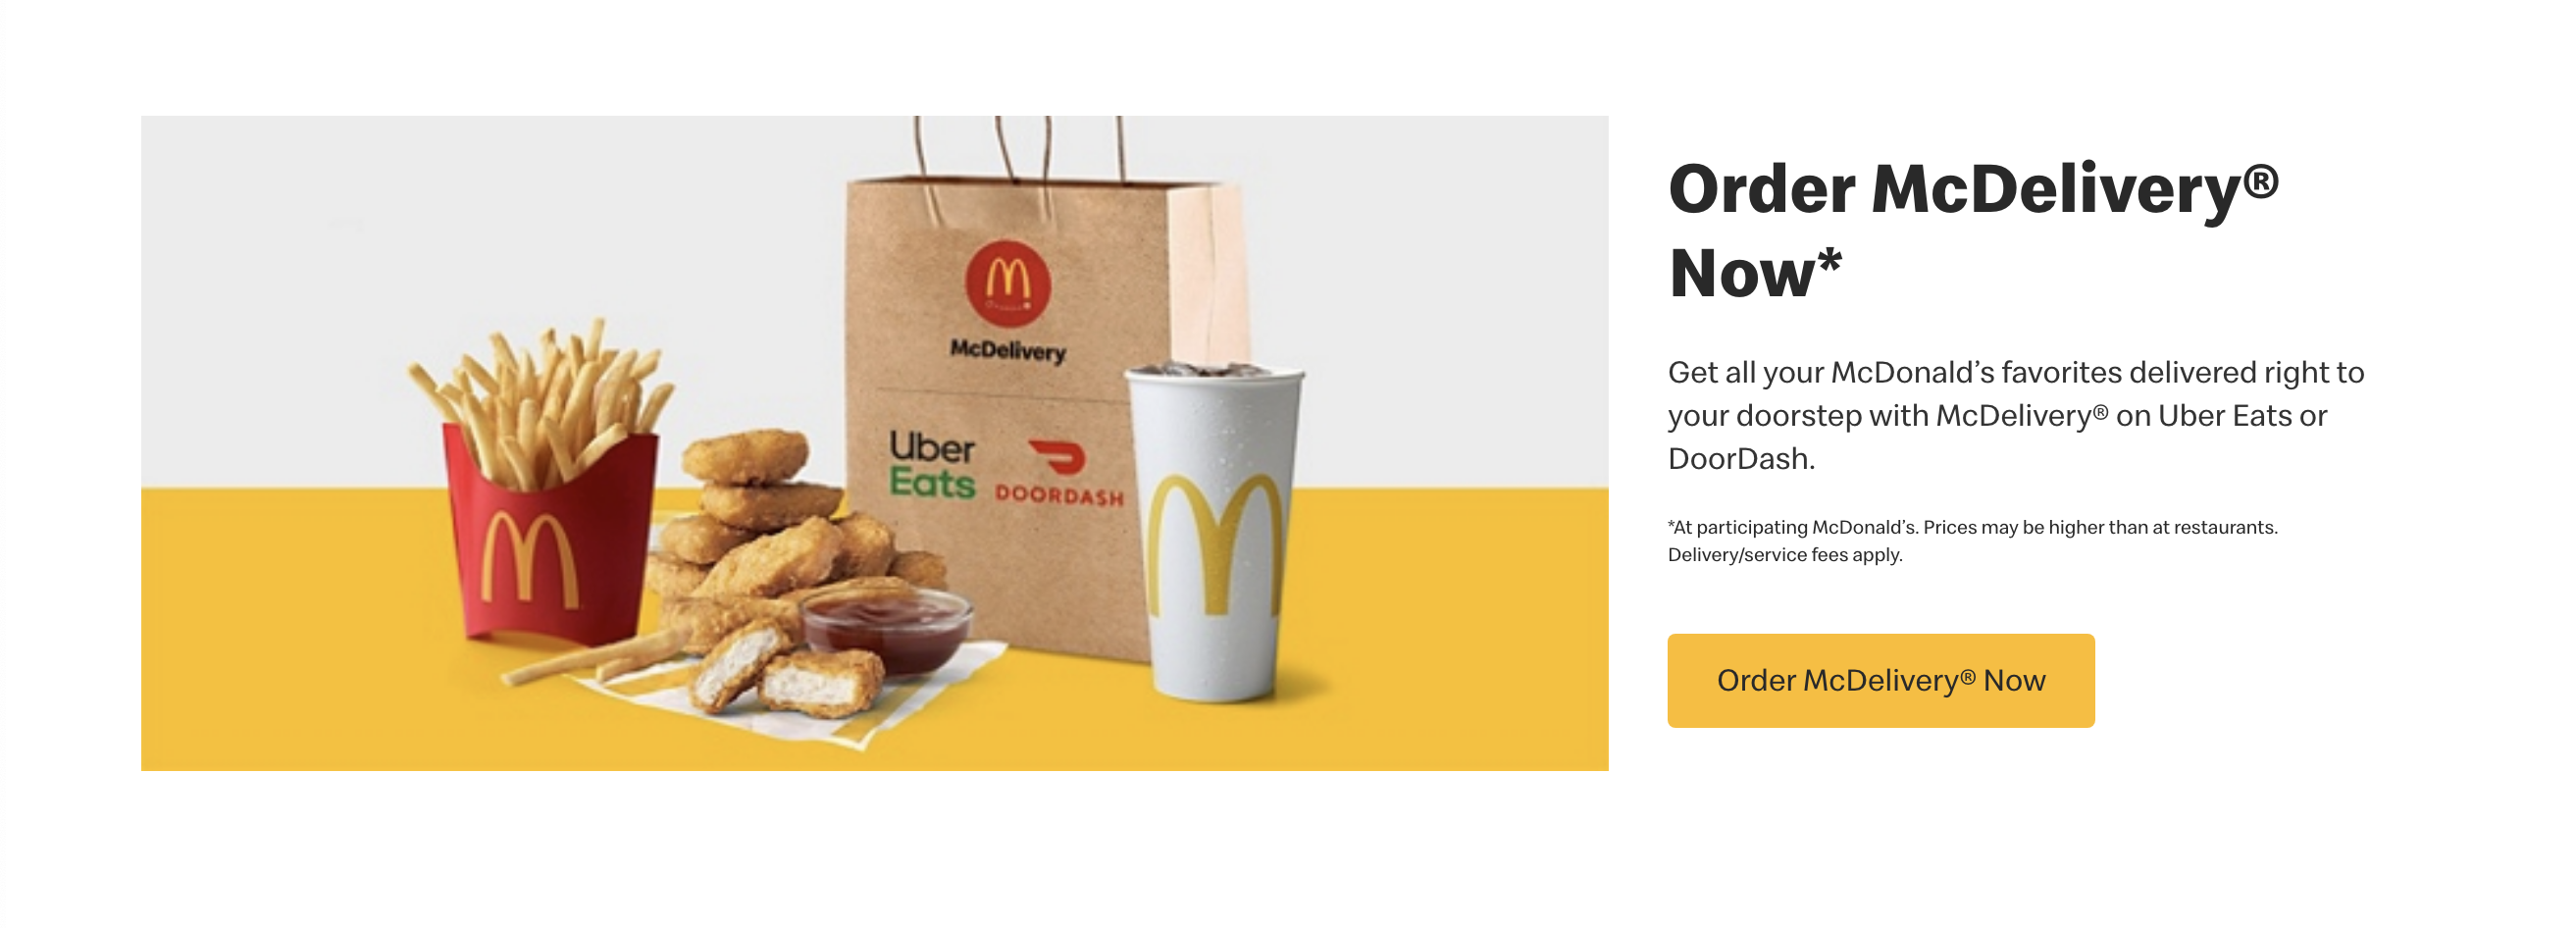 McDelivery
Uber
Eats
DOORDASH
Order McDelivery®
Now*
Get all your McDonald’s favorites delivered right to
your doorstep with McDelivery® on Uber Eats or
DoorDash.
*At participating McDonald’s. Prices may be higher than at restaurants.
Delivery/service fees apply.
Order McDelivery® Now